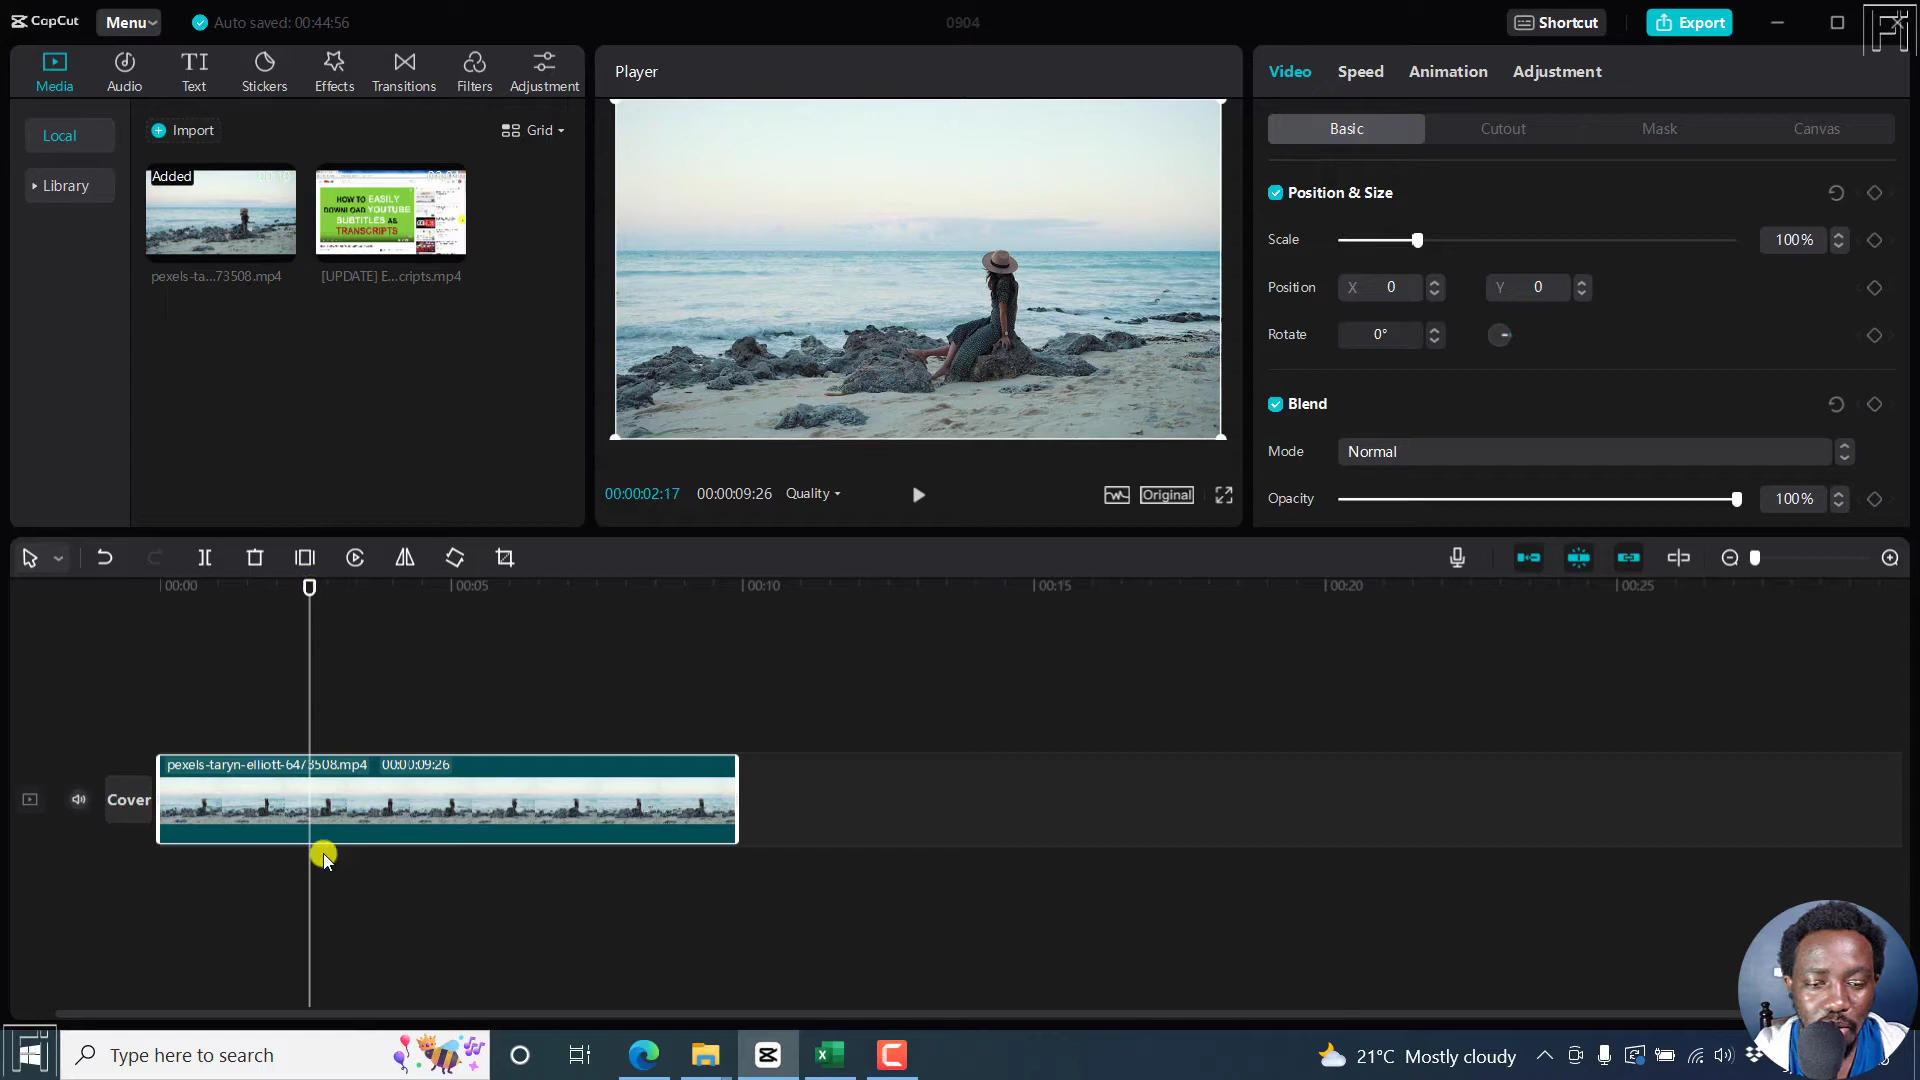 CapCut Menu Auto saved: 00:44:56 0904 Shortcut Export
Media Audio Text Stickers Effects Transitions Filters Adjustment
Local
Library
Import Grid
Added
HOW TO EASILY
DOWNLOAD YOUTUBE
SUBTITLES AS
TRANSCRIPTS
pexels-ta...73508.mp4 [UPDATE] E...cripts.mp4
Player
00:00:02:17 00:00:09:26 Quality Original
Video Speed Animation Adjustment
Basic Cutout Mask Canvas
Position & Size
Scale 100%
Position X 0 Y 0
Rotate 0°
Blend
Mode Normal
Opacity 100%
00:00 00:05 00:10 00:15 00:20 00:25
pexels-taryn-elliott-6473508.mp4 00:00:09:26
Cover
Type here to search 21°C Mostly cloudy